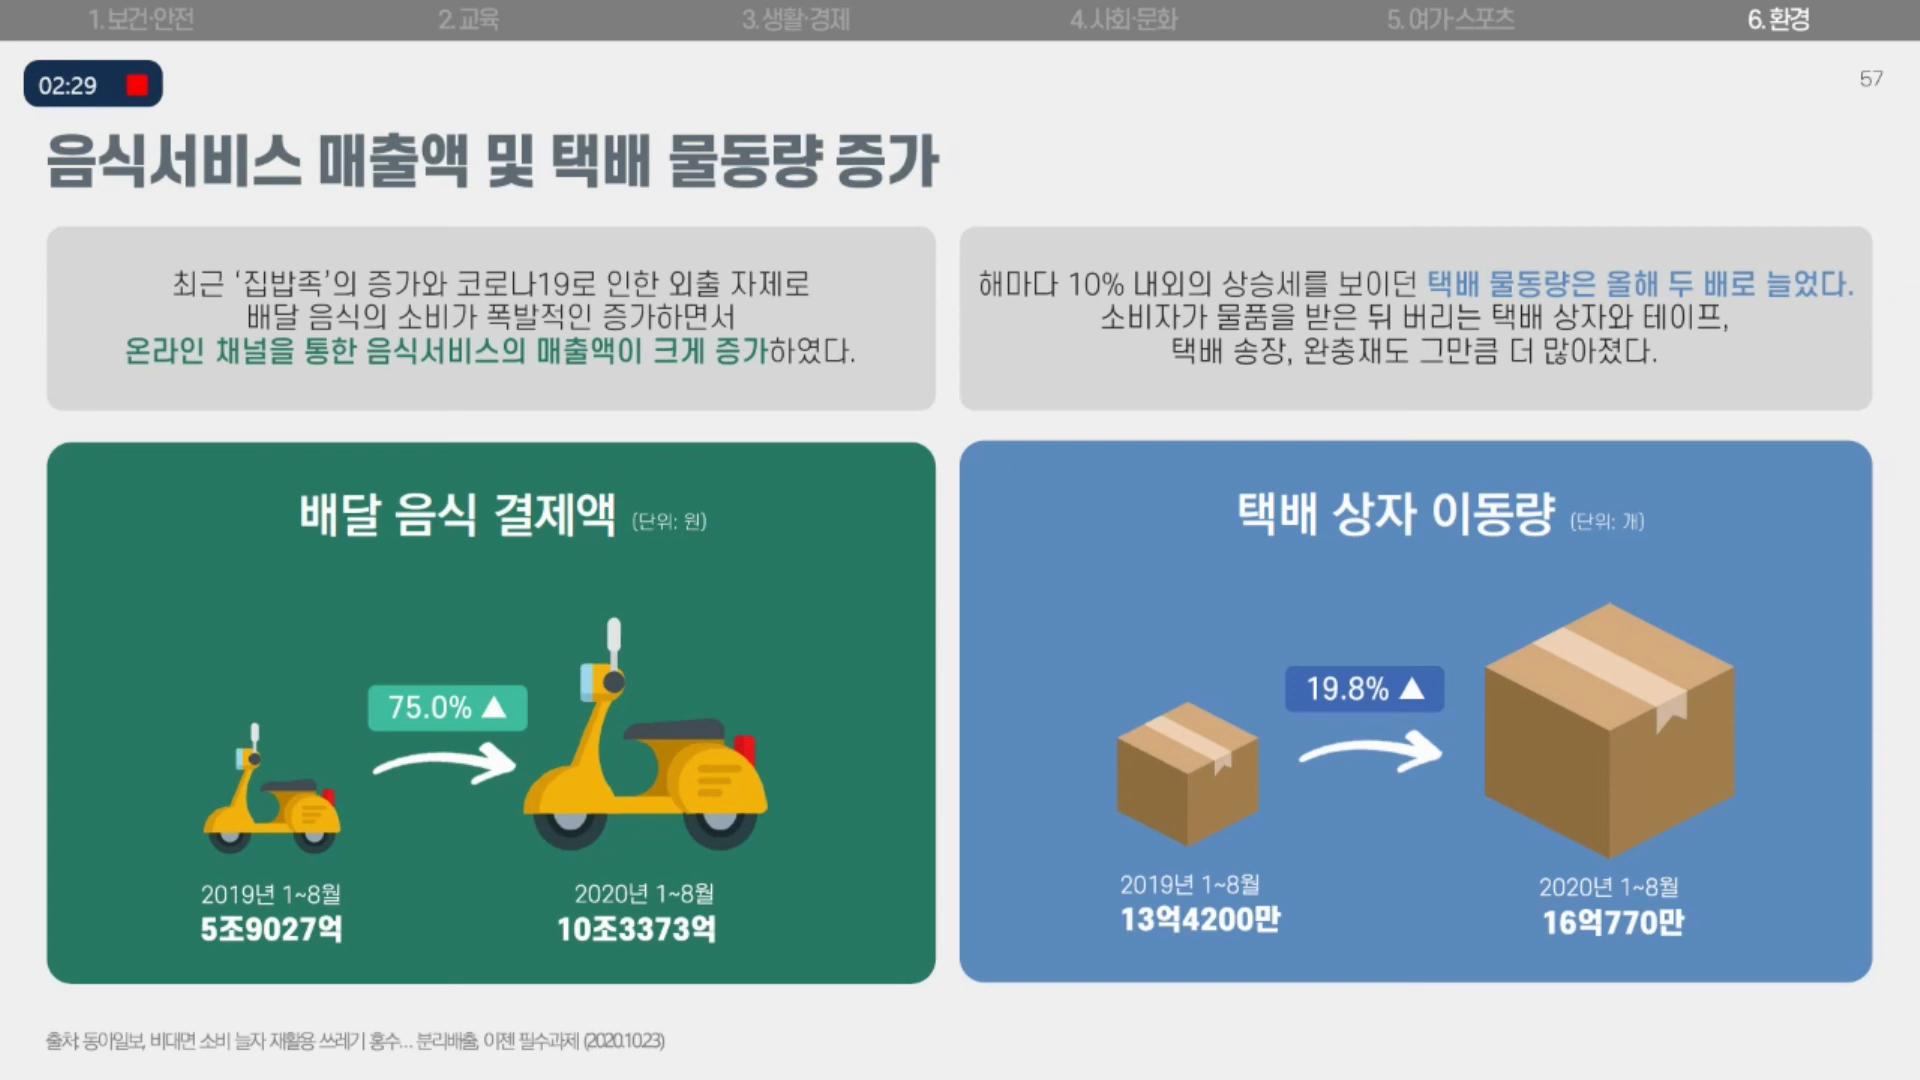 1. 보건·안전
2. 교육
3. 생활·경제
4. 사회·문화
5. 여가·스포츠
6. 환경
02:29
57
음식서비스 매출액 및 택배 물동량 증가
최근 ‘집밥족’의 증가와 코로나19로 인한 외출 자제로
배달 음식의 소비가 폭발적인 증가하면서
온라인 채널을 통한 음식서비스의 매출액이 크게 증가하였다.
해마다 10% 내외의 상승세를 보이던 택배 물동량은 올해 두 배로 늘었다.
소비자가 물품을 받은 뒤 버리는 택배 상자와 테이프,
택배 송장, 완충재도 그만큼 더 많아졌다.
배달 음식 결제액 (단위: 원)
75.0% ▲
2019년 1~8월
5조9027억
2020년 1~8월
10조3373억
택배 상자 이동량 (단위: 개)
19.8% ▲
2019년 1~8월
13억4200만
2020년 1~8월
16억770만
출처: 동아일보, 비대면 소비 늘자 재활용 쓰레기 홍수… 분리배출, 이젠 필수과제 (2020.10.23)